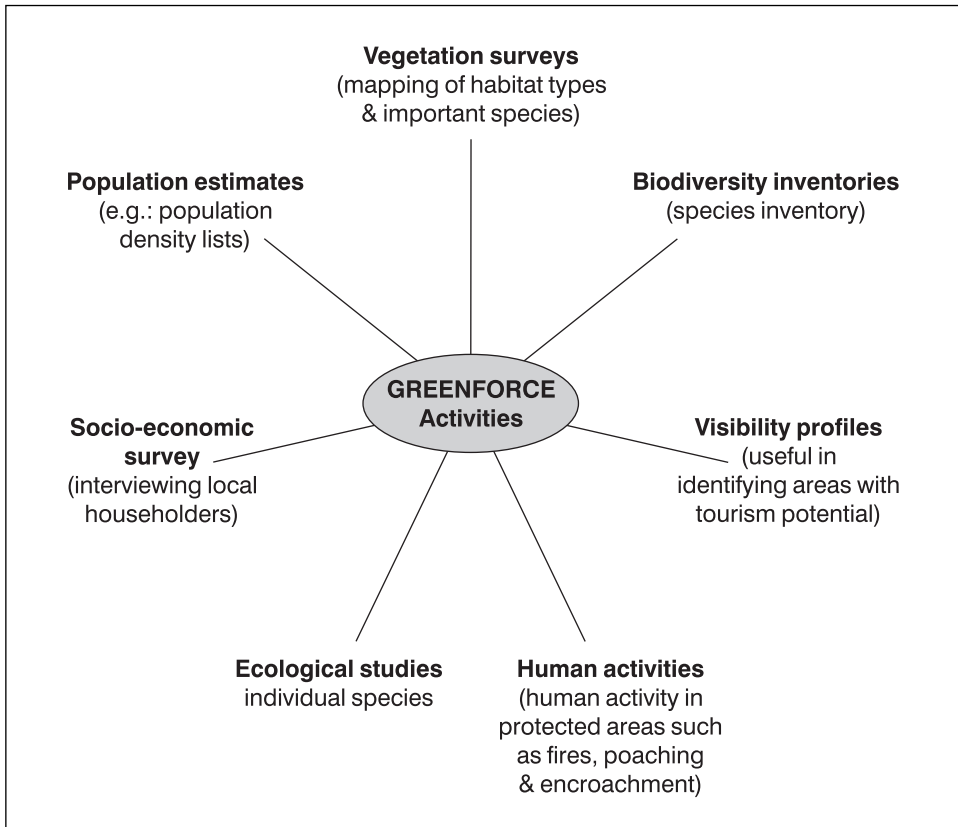 Vegetation surveys
(mapping of habitat types
& important species)
Population estimates
(e.g.: population
density lists)
Biodiversity inventories
(species inventory)
GREENFORCE
Activities
Socio-economic
survey
(interviewing local
householders)
Visibility profiles
(useful in
identifying areas with
tourism potential)
Ecological studies
individual species
Human activities
(human activity in
protected areas such
as fires, poaching
& encroachment)